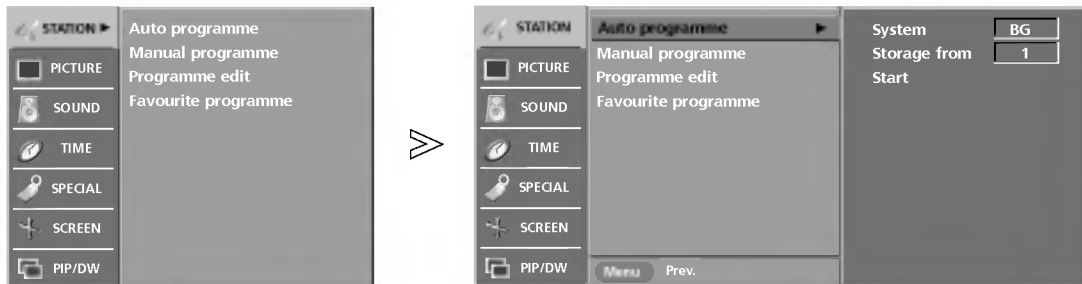 STATION
Auto programme
Manual programme
Programme edit
Favourite programme
PICTURE
SOUND
TIME
SPECIAL
SCREEN
PIP/DW
STATION
Auto programme
Manual programme
Programme edit
Favourite programme
PICTURE
SOUND
TIME
SPECIAL
SCREEN
PIP/DW
Menu Prev.
System BG
Storage from 1
Start